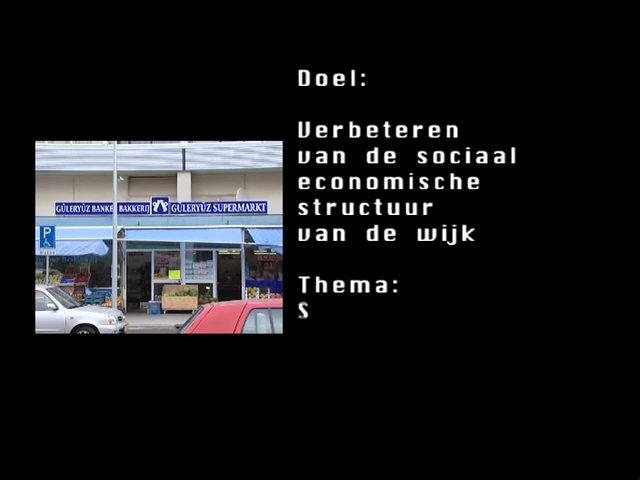 Doel:
Verbeteren
van de sociaal
economische
structuur
van de wijk
Thema:
S
GÜLERYÜZ BANKET BAKKERIJ GÜLERYÜZ SUPERMARKT
P